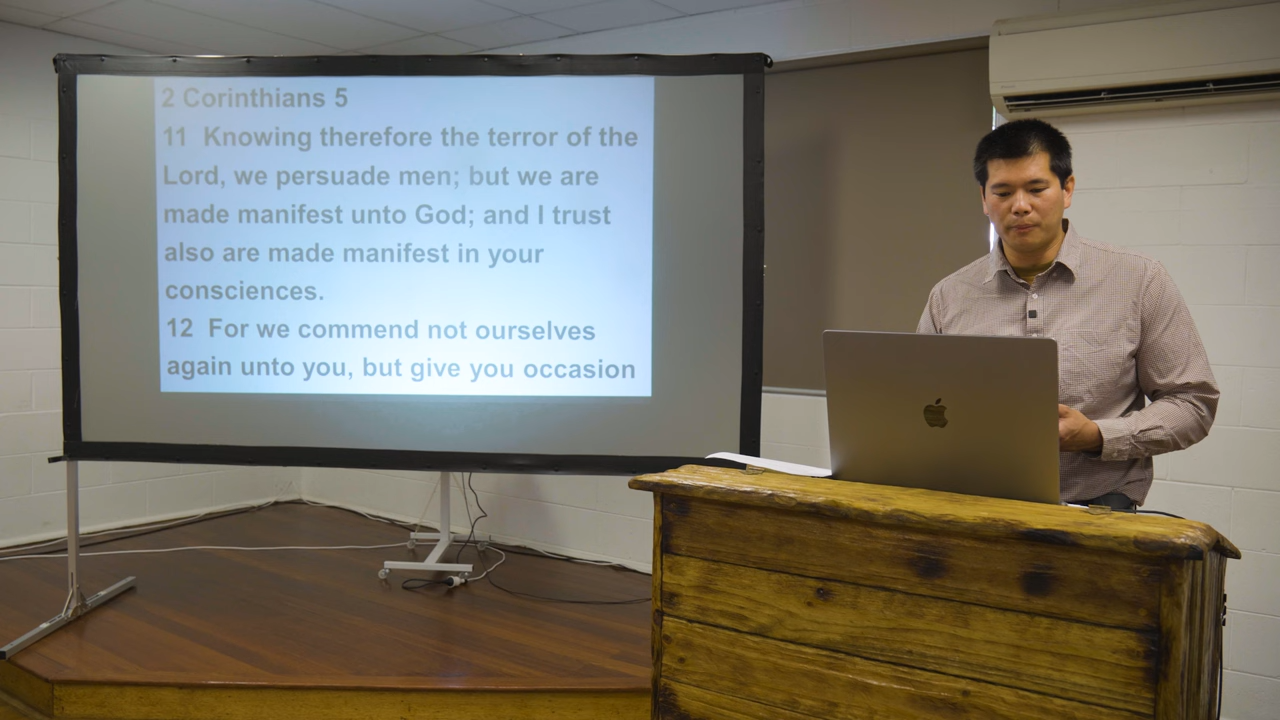 2 Corinthians 5
11 Knowing therefore the terror of the
Lord, we persuade men; but we are
made manifest unto God; and I trust
also are made manifest in your
consciences.
12 For we commend not ourselves
again unto you, but give you occasion